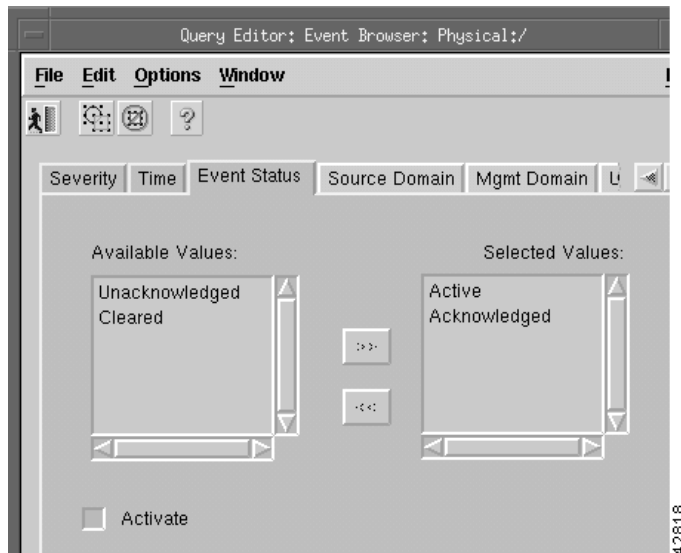 Query Editor: Event Browser: Physical:/
File Edit Options Window
Severity Time Event Status Source Domain Mgmt Domain
Available Values: Selected Values:
Unacknowledged
Cleared
Active
Acknowledged
>>
<<
Activate
42818